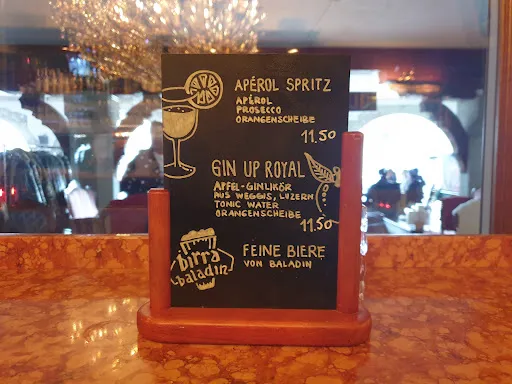 APÉROL SPRITZ
APÉROL
PROSECCO
ORANGENSCHEIBE
11.50
GIN UP ROYAL
APFEL-GINLIKÖR
AUS WEGGIS, LUZERN
TONIC WATER
ORANGENSCHEIBE
11.50
birra
baladin
FEINE BIERE
VON BALADIN